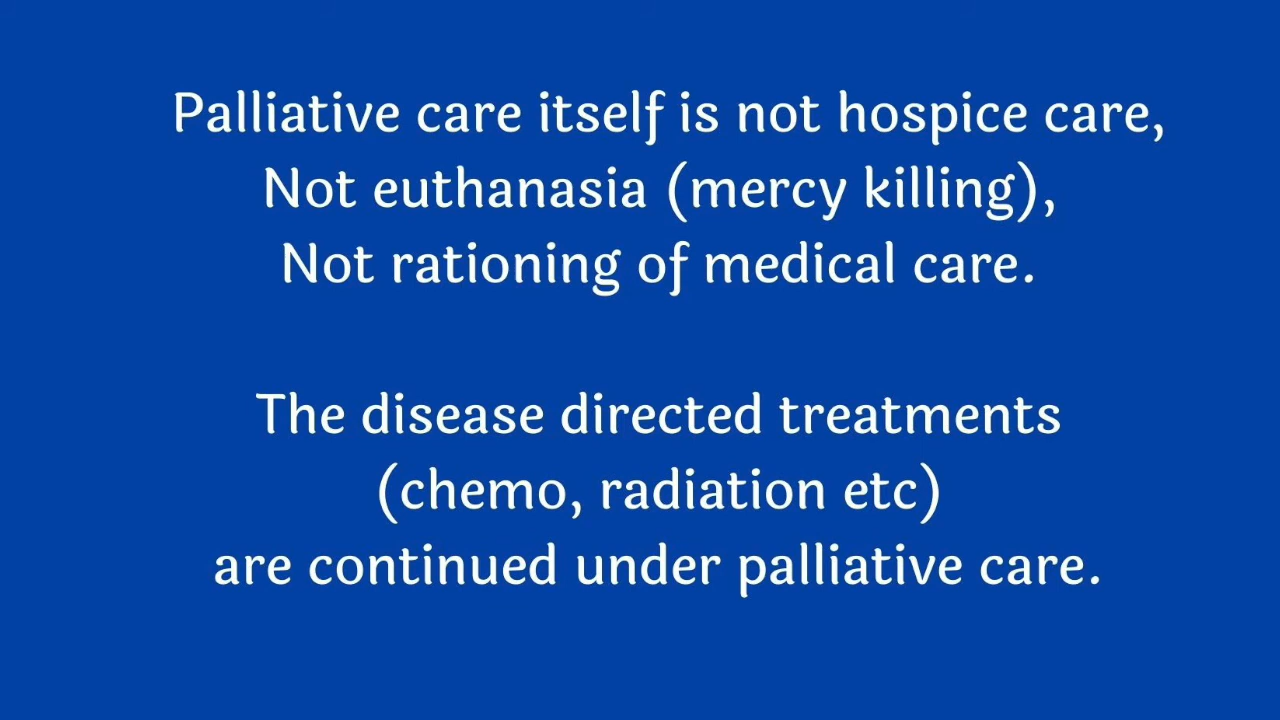 Palliative care itself is not hospice care,
Not euthanasia (mercy killing),
Not rationing of medical care.
The disease directed treatments
(chemo, radiation etc)
are continued under palliative care.